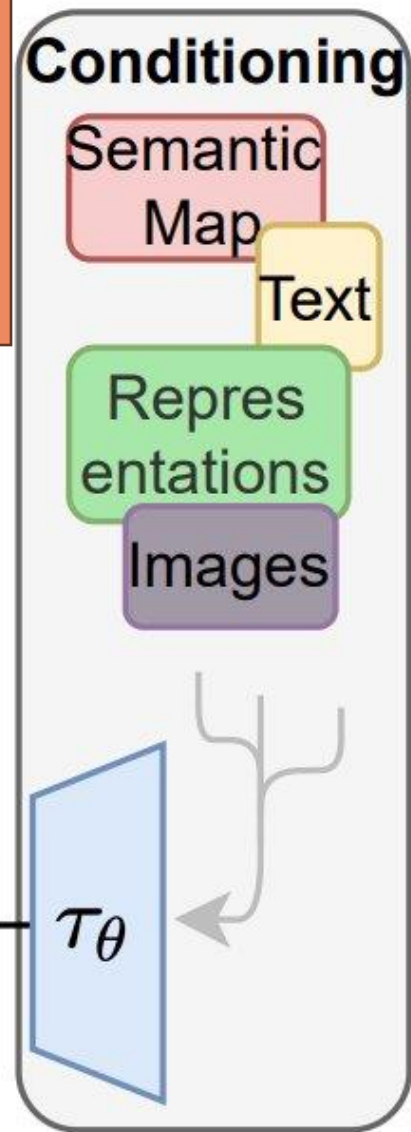 Conditioning
Semantic
Map
Text
Repres
entations
Images
τθ